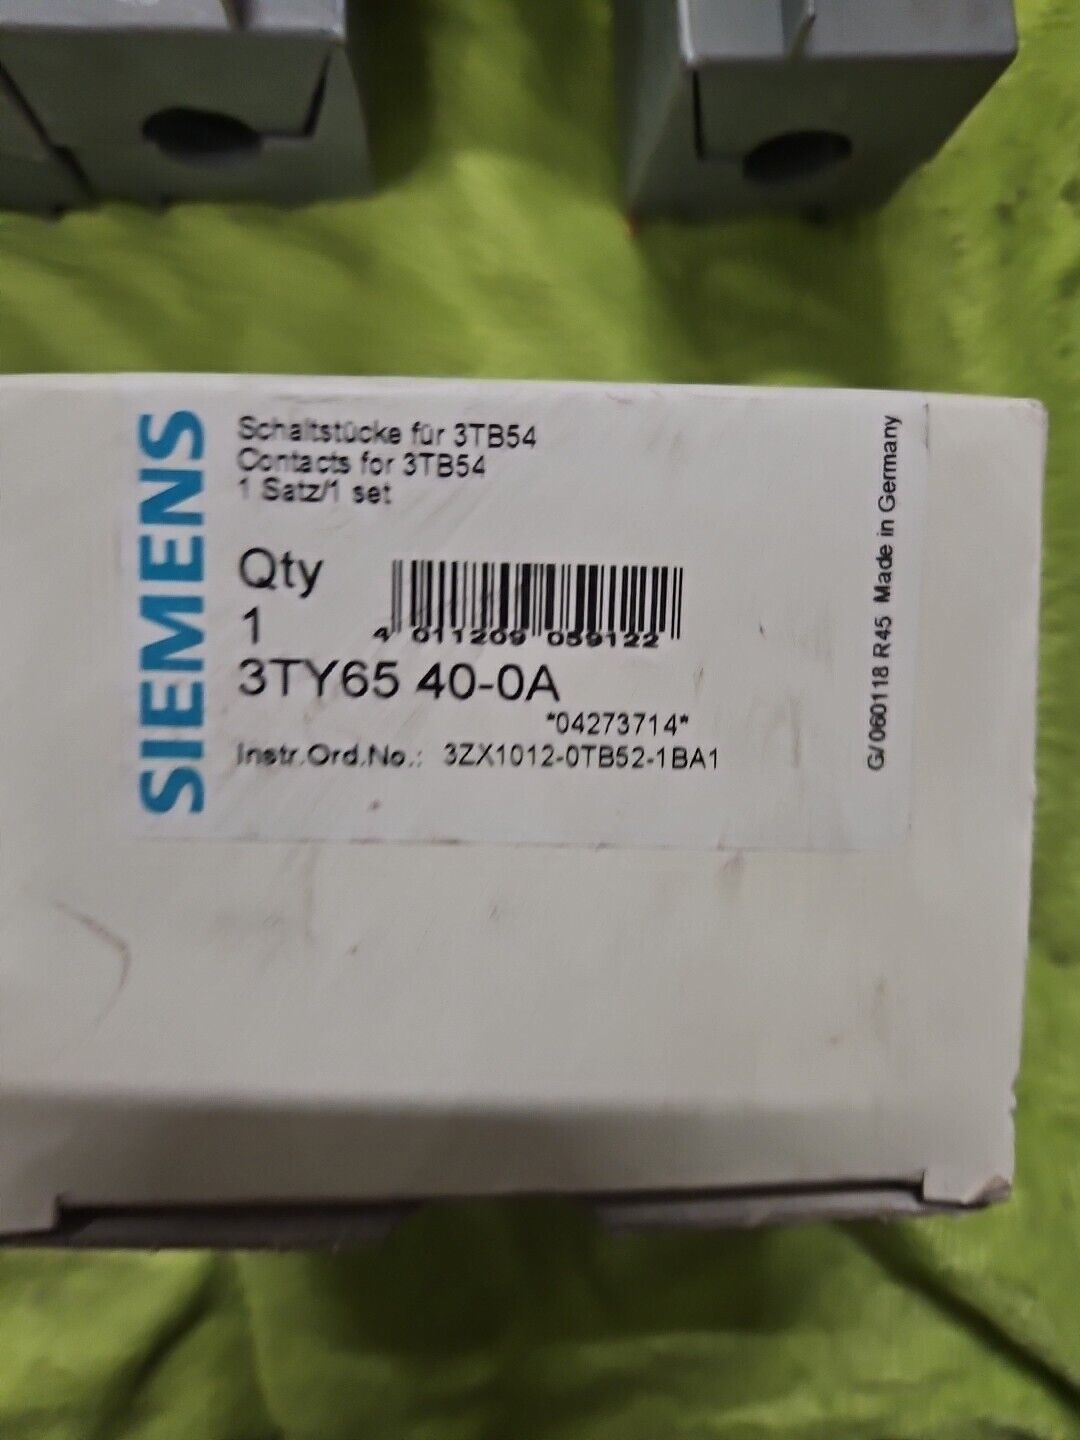 SIEMENS
Schaltstücke für 3TB54
Contacts for 3TB54
1 Satz/1 set
Qty
1
4 011209 059122
3TY65 40-0A
*04273714*
Instr.Ord.No.: 3ZX1012-0TB52-1BA1
G/060118 R45 Made in Germany